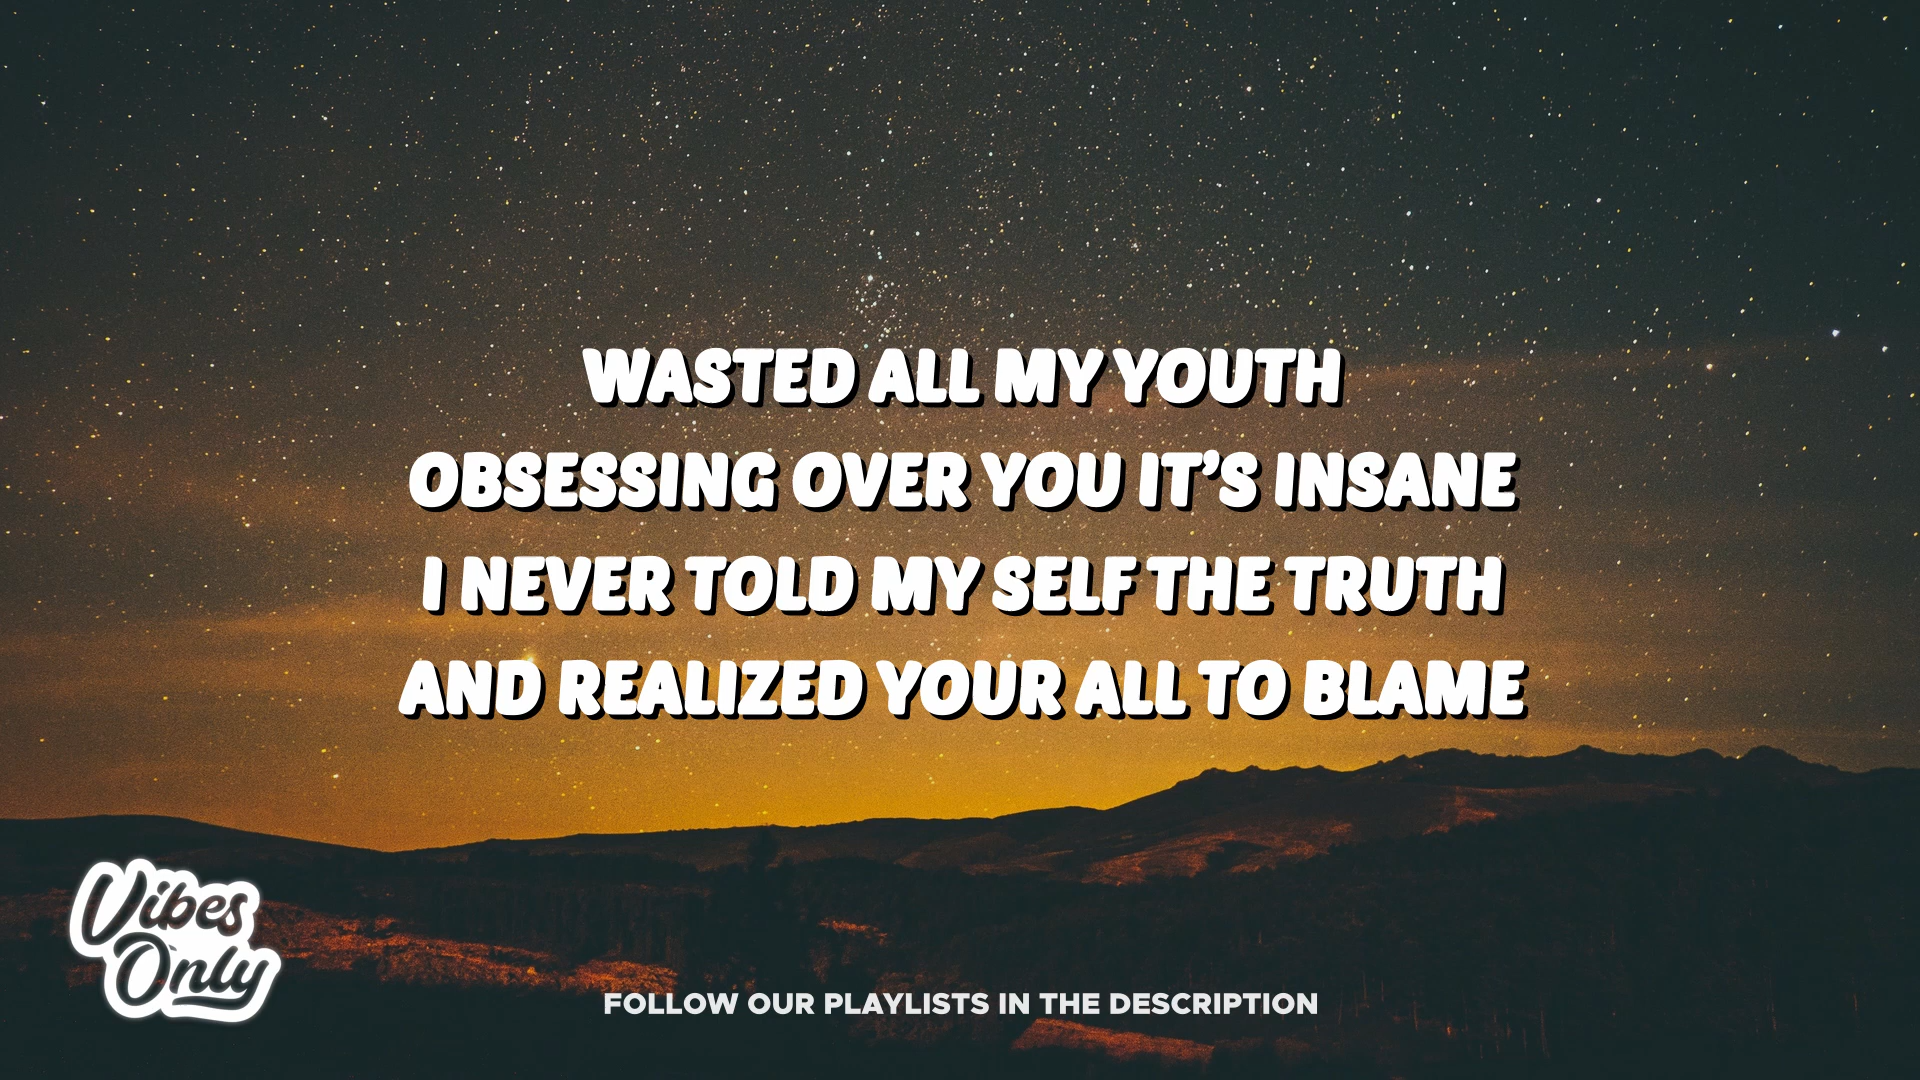 WASTED ALL MY YOUTH
OBSESSING OVER YOU IT’S INSANE
I NEVER TOLD MY SELF THE TRUTH
AND REALIZED YOUR ALL TO BLAME
Vibes
Only
FOLLOW OUR PLAYLISTS IN THE DESCRIPTION